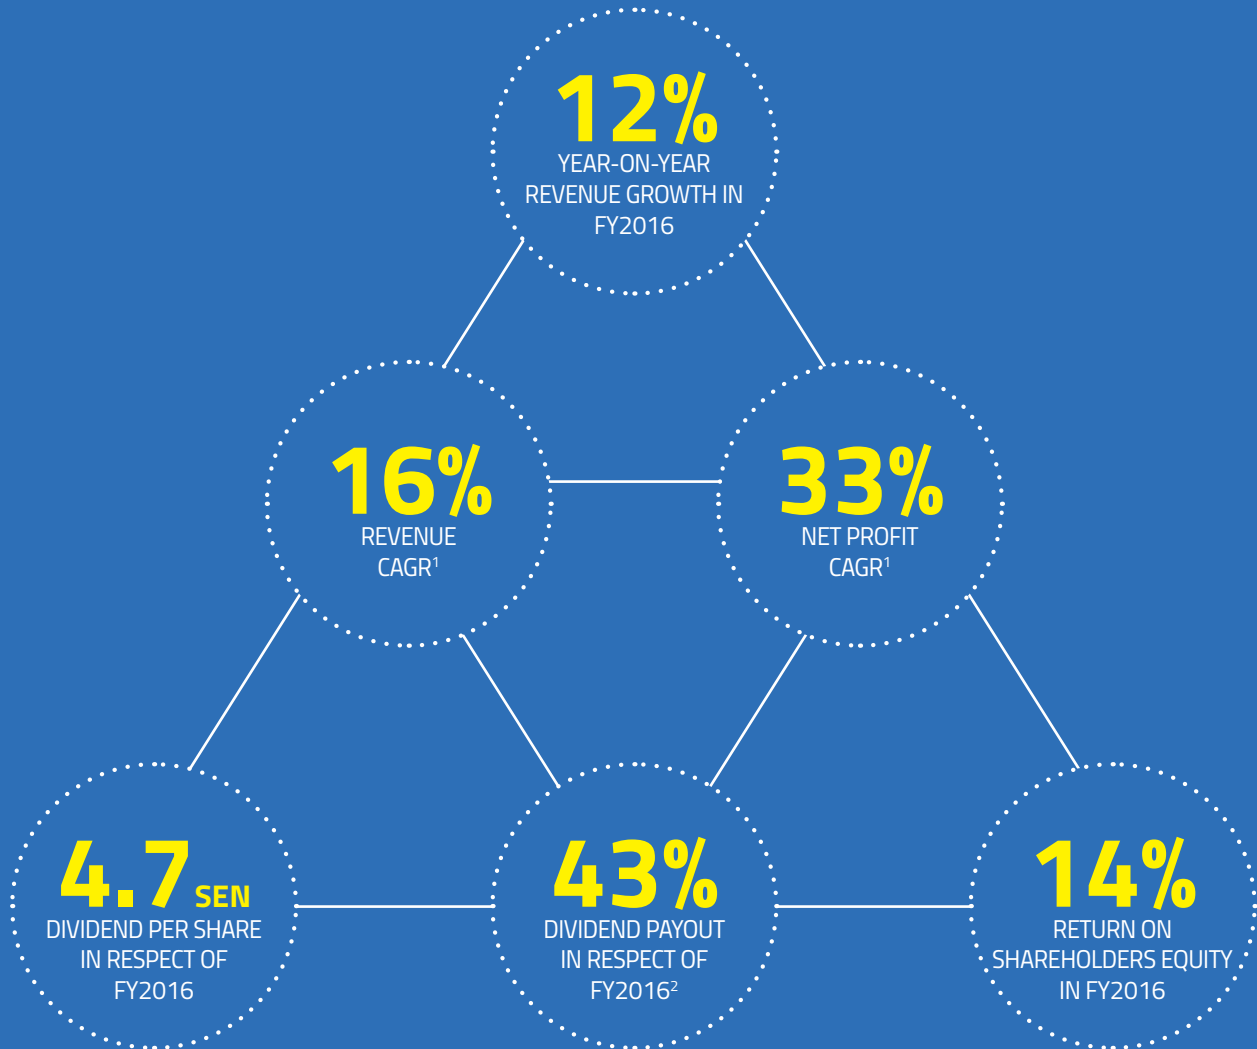 12%
YEAR-ON-YEAR
REVENUE GROWTH IN
FY2016
16%
REVENUE
CAGR¹
33%
NET PROFIT
CAGR¹
4.7 SEN
DIVIDEND PER SHARE
IN RESPECT OF
FY2016
43%
DIVIDEND PAYOUT
IN RESPECT OF
FY2016²
14%
RETURN ON
SHAREHOLDERS EQUITY
IN FY2016